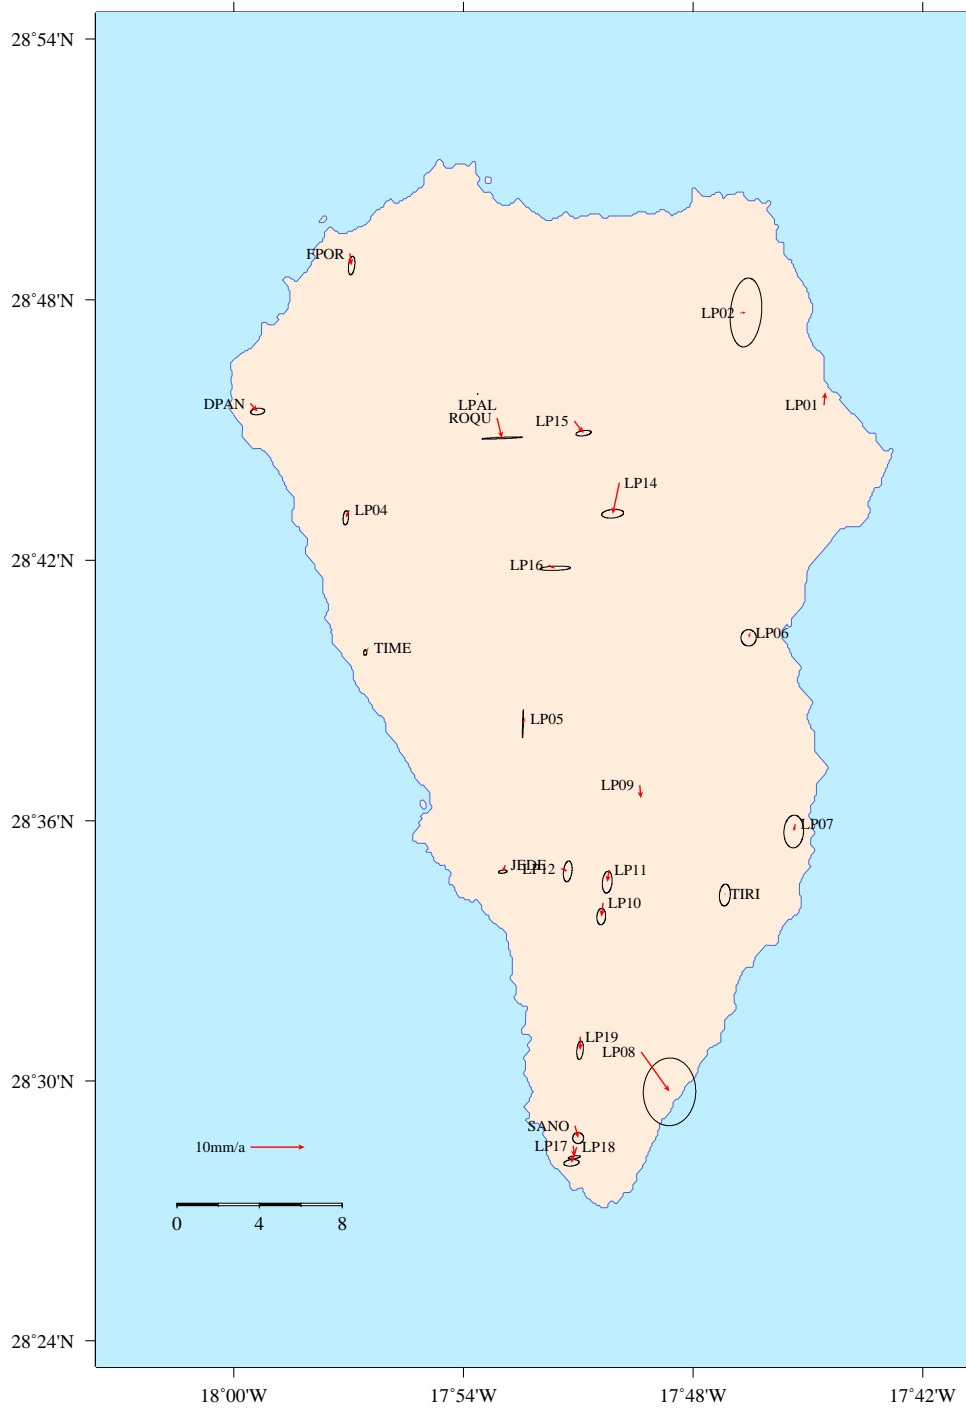 28°54'N
FPOR
28°48'N
LP02
DPAN
LPAL
LP01
ROQU
LP15
LP14
LP04
28°42'N
LP16
LP06
TIME
LP05
LP09
28°36'N
LP07
JEDE
LP12
LP11
TIRI
LP10
LP19
LP08
28°30'N
SANO
10mm/a
LP17
LP18
0 4 8
28°24'N
18°00'W 17°54'W 17°48'W 17°42'W